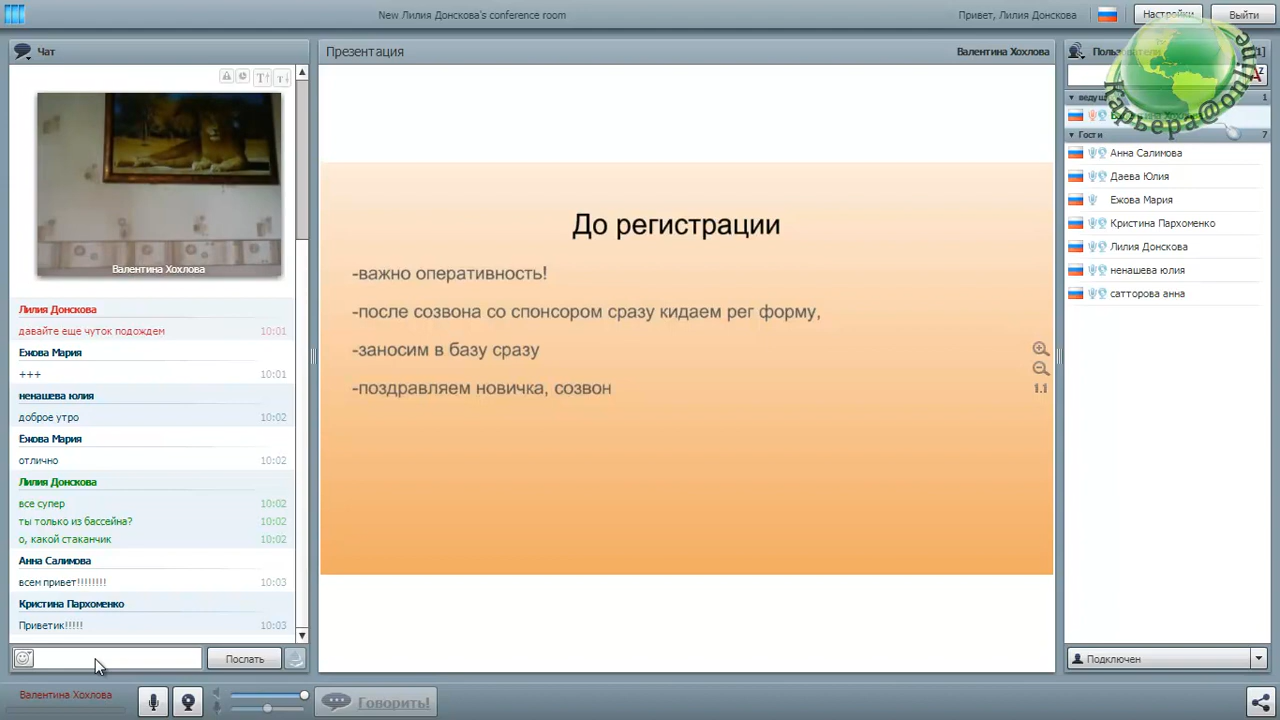 New Лилия Донскова's conference room
Привет, Лилия Донскова
Настройки
Выйти
Чат
Валентина Хохлова
Лилия Донскова
давайте еще чуток подождем 10:01
Ежова Мария
+++ 10:01
ненашева юлия
доброе утро 10:02
Ежова Мария
отлично 10:02
Лилия Донскова
все супер 10:02
ты только из бассейна? 10:02
о, какой стаканчик 10:02
Анна Салимова
всем привет!!!!!!!! 10:03
Кристина Пархоменко
Приветик!!!!! 10:03
Послать
Валентина Хохлова
Говорить!
Презентация
Валентина Хохлова
До регистрации
-важно оперативность!
-после созвона со спонсором сразу кидаем рег форму,
-заносим в базу сразу
-поздравляем новичка, созвон
1.1
Карьера@online
Гости 7
Анна Салимова
Даева Юлия
Ежова Мария
Кристина Пархоменко
Лилия Донскова
ненашева юлия
сатторова анна
Подключен